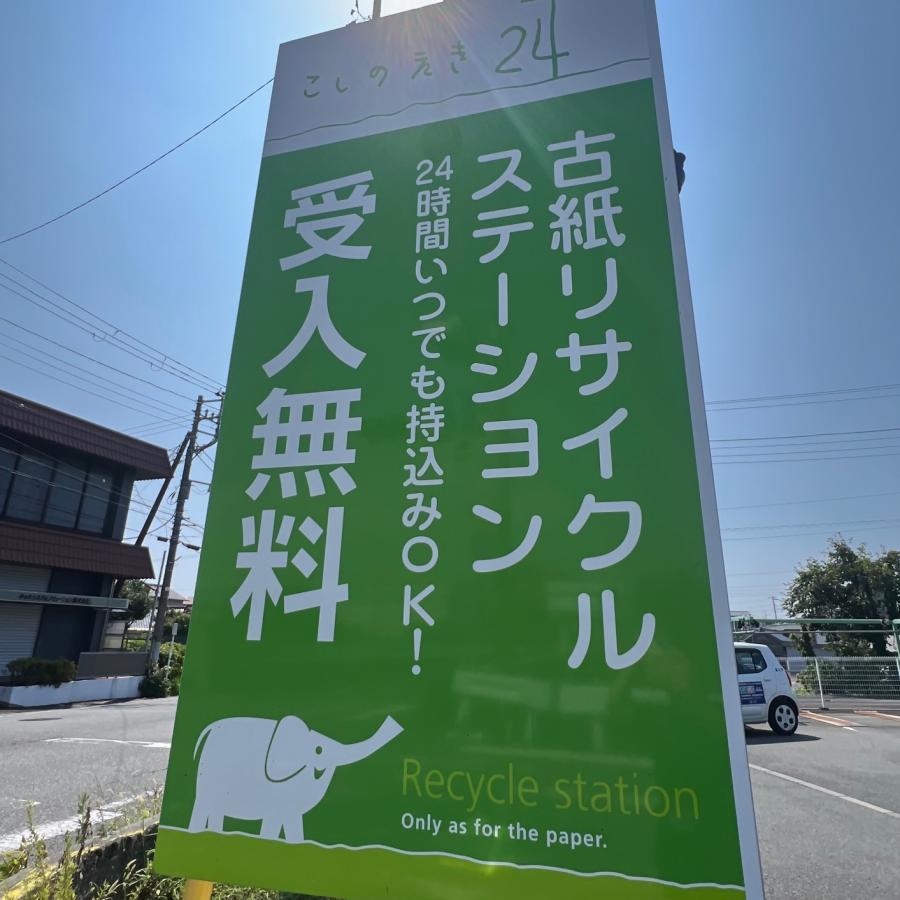 こしのえき24
古紙リサイクル
ステーション
24時間いつでも持込みOK!
受入無料
Recycle station
Only as for the paper.